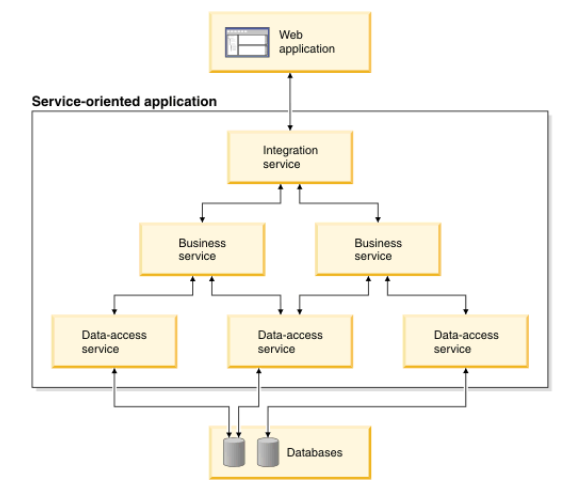 Web
application
Service-oriented application
Integration
service
Business
service
Business
service
Data-access
service
Data-access
service
Data-access
service
Databases